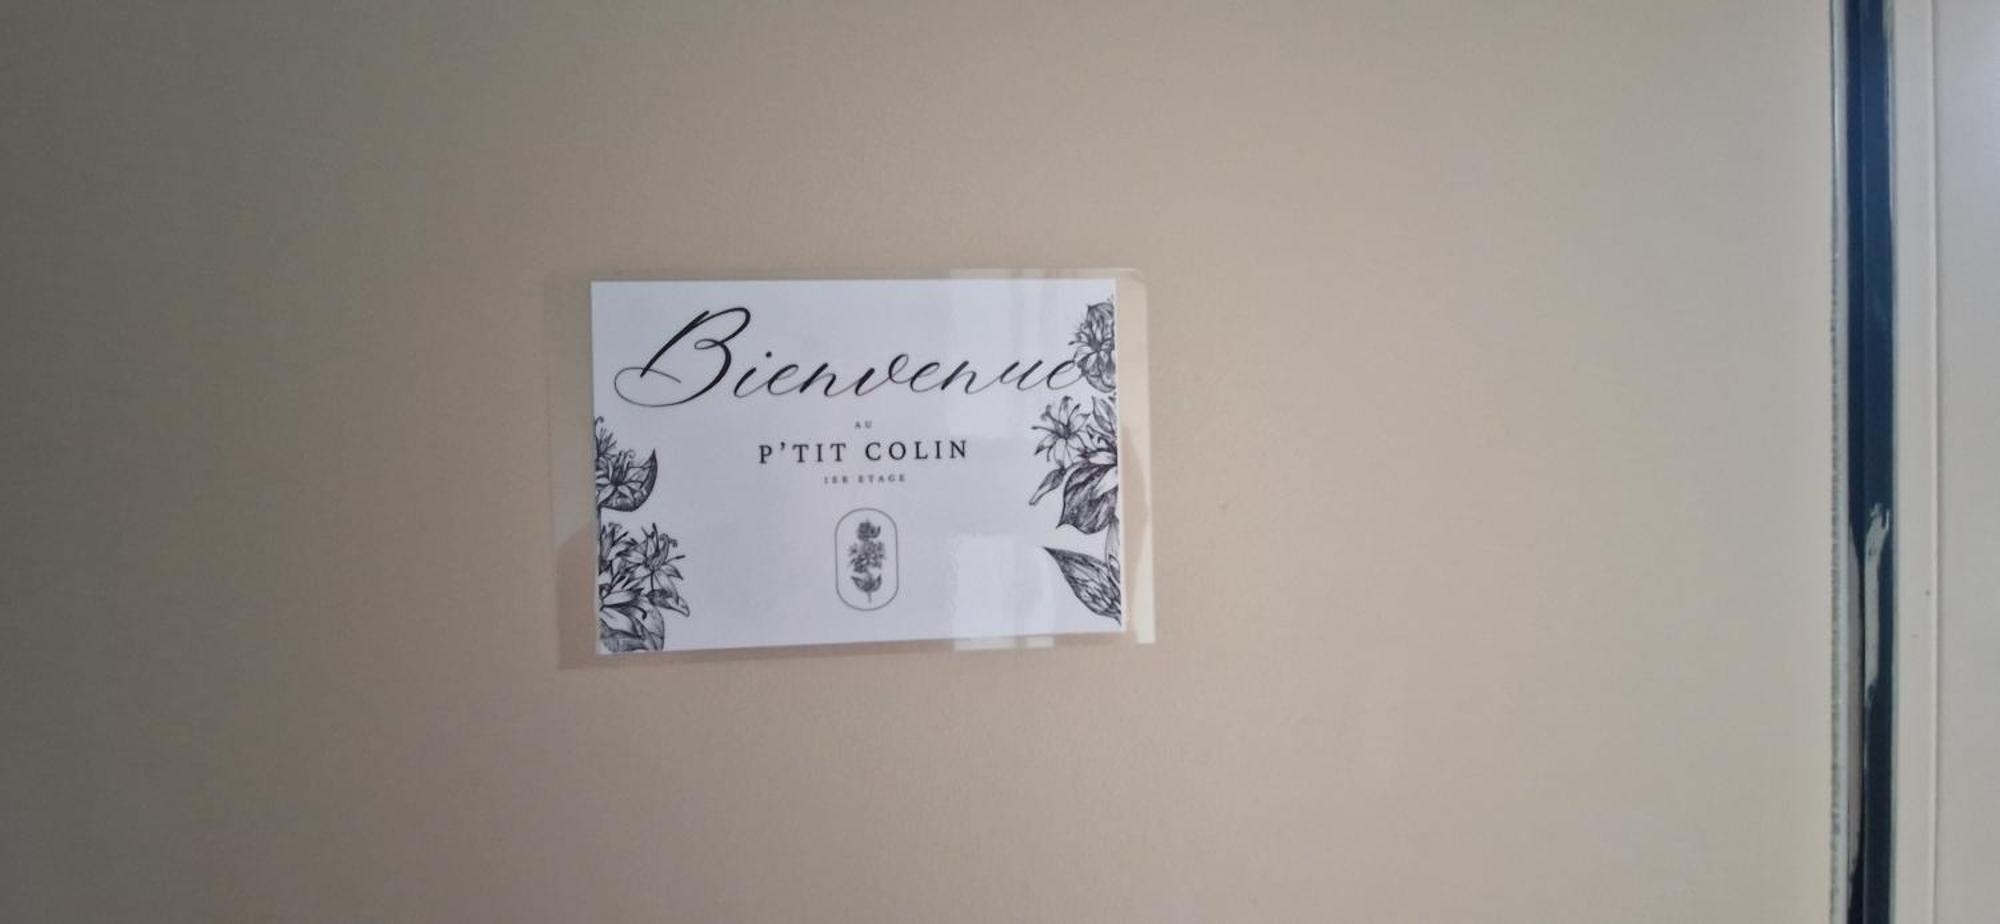 Bienvenue
AU
P'TIT COLIN
1ER ETAGE